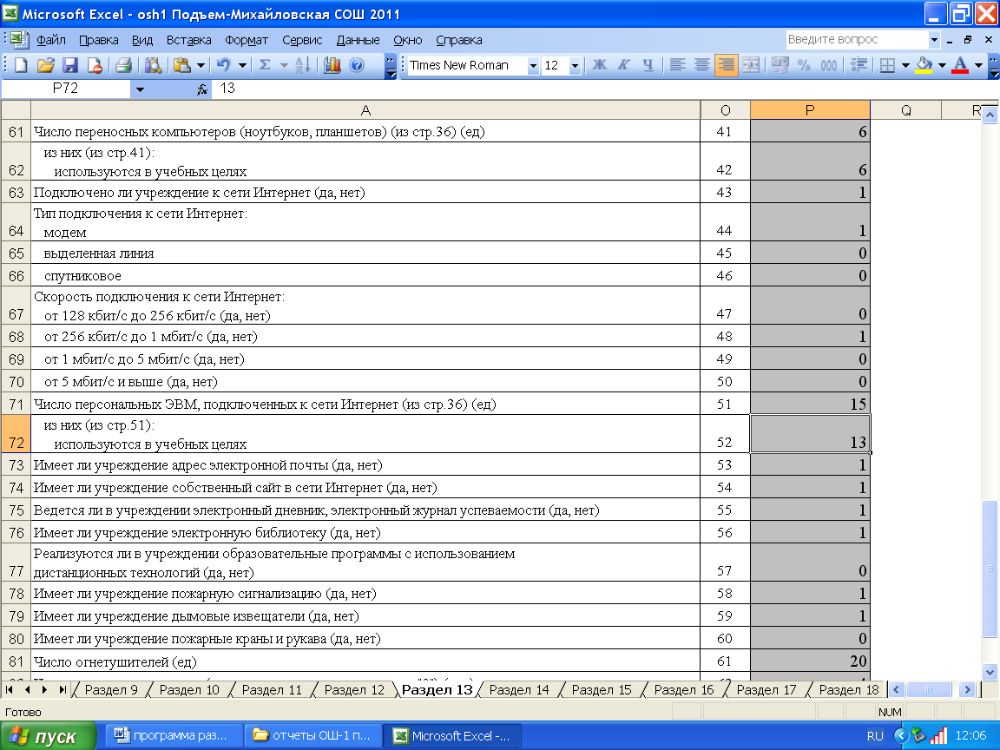 Microsoft Excel - osh1 Подъем-Михайловская СОШ 2011
Файл Правка Вид Вставка Формат Сервис Данные Окно Справка Введите вопрос
Times New Roman 12 Ж К Ч % 000 А
P72 fx 13
A O P Q R
61 Число переносных компьютеров (ноутбуков, планшетов) (из стр.36) (ед) 41 6
из них (из стр.41):
62 используются в учебных целях 42 6
63 Подключено ли учреждение к сети Интернет (да, нет) 43 1
Тип подключения к сети Интернет:
64 модем 44 1
65 выделенная линия 45 0
66 спутниковое 46 0
Скорость подключения к сети Интернет:
67 от 128 кбит/с до 256 кбит/с (да, нет) 47 0
68 от 256 кбит/с до 1 мбит/с (да, нет) 48 1
69 от 1 мбит/с до 5 мбит/с (да, нет) 49 0
70 от 5 мбит/с и выше (да, нет) 50 0
71 Число персональных ЭВМ, подключенных к сети Интернет (из стр.36) (ед) 51 15
из них (из стр.51):
72 используются в учебных целях 52 13
73 Имеет ли учреждение адрес электронной почты (да, нет) 53 1
74 Имеет ли учреждение собственный сайт в сети Интернет (да, нет) 54 1
75 Ведется ли в учреждении электронный дневник, электронный журнал успеваемости (да, нет) 55 1
76 Имеет ли учреждение электронную библиотеку (да, нет) 56 1
Реализуются ли в учреждении образовательные программы с использованием
77 дистанционных технологий (да, нет) 57 0
78 Имеет ли учреждение пожарную сигнализацию (да, нет) 58 1
79 Имеет ли учреждение дымовые извещатели (да, нет) 59 1
80 Имеет ли учреждение пожарные краны и рукава (да, нет) 60 0
81 Число огнетушителей (ед) 61 20
Раздел 9 Раздел 10 Раздел 11 Раздел 12 Раздел 13 Раздел 14 Раздел 15 Раздел 16 Раздел 17 Раздел 18
Готово NUM
пуск программа раз... отчеты ОШ-1 п... Microsoft Excel -... RU 12:06